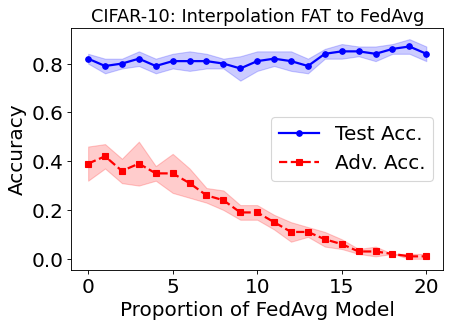 CIFAR-10: Interpolation FAT to FedAvg
Accuracy
0.8
0.6
0.4
0.2
0.0
Test Acc.
Adv. Acc.
0 5 10 15 20
Proportion of FedAvg Model